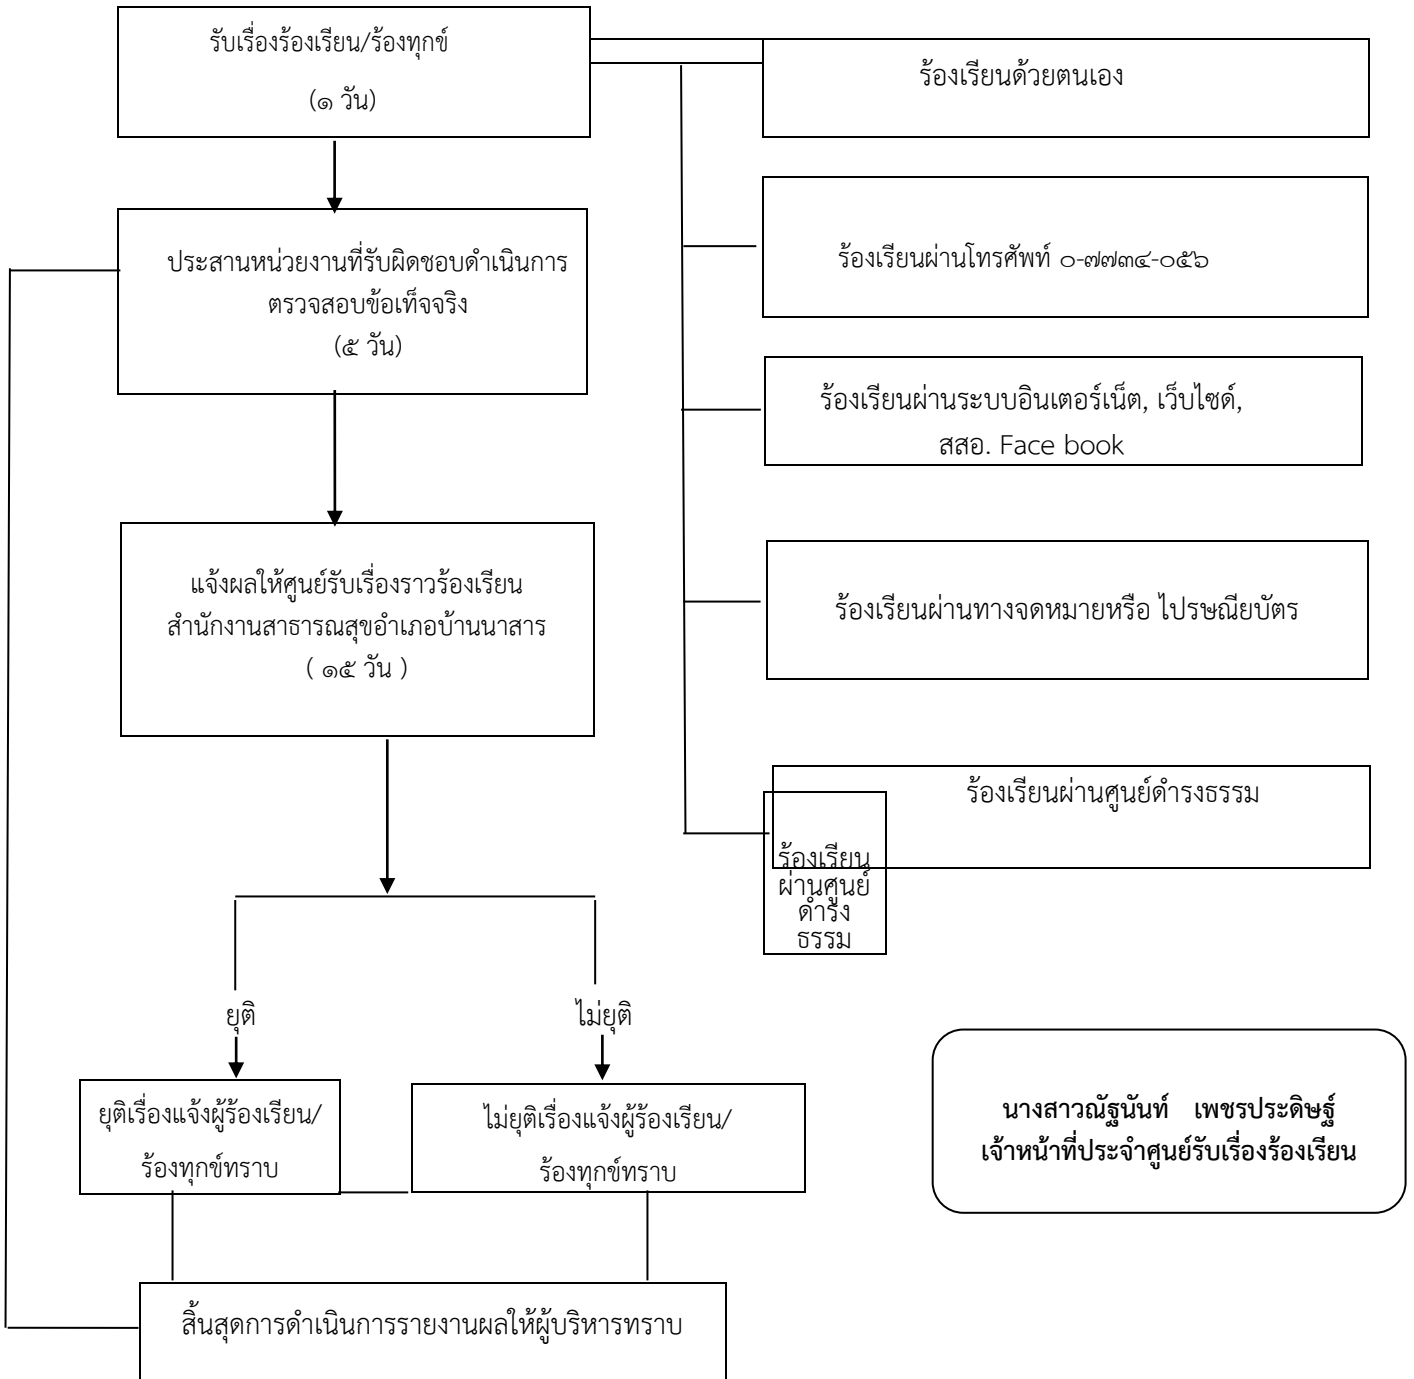 รับเรื่องร้องเรียน/ร้องทุกข์
(๑ วัน)
ร้องเรียนด้วยตนเอง
ประสานหน่วยงานที่รับผิดชอบดำเนินการ
ตรวจสอบข้อเท็จจริง
(๕ วัน)
ร้องเรียนผ่านโทรศัพท์ ๐-๗๗๓๔-๐๕๖
ร้องเรียนผ่านระบบอินเตอร์เน็ต, เว็บไซด์,
สสอ. Face book
แจ้งผลให้ศูนย์รับเรื่องราวร้องเรียน
สำนักงานสาธารณสุขอำเภอบ้านนาสาร
( ๑๕ วัน )
ร้องเรียนผ่านทางจดหมายหรือ ไปรษณียบัตร
ร้องเรียนผ่านศูนย์ดำรงธรรม
ร้องเรียน
ผ่านศูนย์
ดำรง
ธรรม
ยุติ
ไม่ยุติ
ยุติเรื่องแจ้งผู้ร้องเรียน/
ร้องทุกข์ทราบ
ไม่ยุติเรื่องแจ้งผู้ร้องเรียน/
ร้องทุกข์ทราบ
นางสาวณัฐนันท์ เพชรประดิษฐ์
เจ้าหน้าที่ประจำศูนย์รับเรื่องร้องเรียน
สิ้นสุดการดำเนินการรายงานผลให้ผู้บริหารทราบ